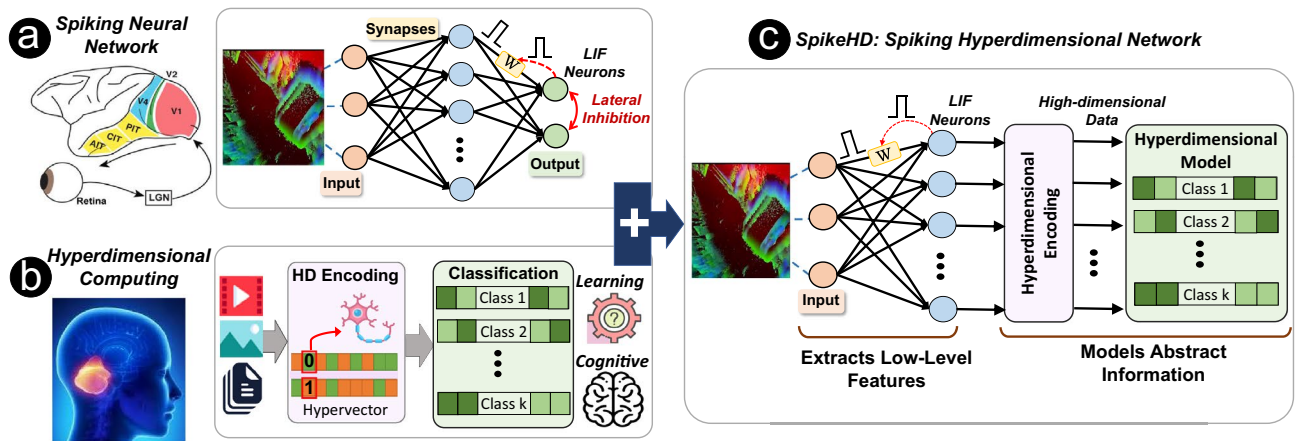 a
Spiking Neural
Network
V2
V4
V1
PIT
CIT
AIT
Retina
LGN
Synapses
W
LIF
Neurons
Lateral
Inhibition
Input
Output
b
Hyperdimensional
Computing
HD Encoding
0
1
Hypervector
Classification
Class 1
Class 2
Class k
Learning
?
Cognitive
+
c
SpikeHD: Spiking Hyperdimensional Network
LIF
Neurons
High-dimensional
Data
W
Input
Hyperdimensional
Encoding
Hyperdimensional
Model
Class 1
Class 2
Class k
Extracts Low-Level
Features
Models Abstract
Information